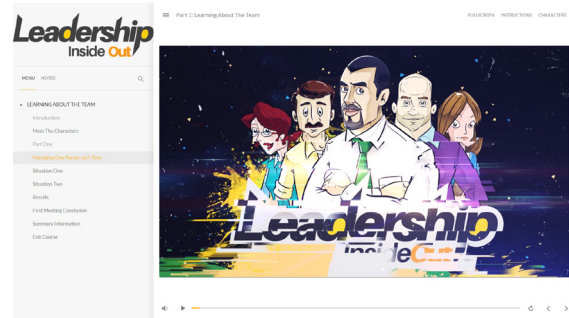 Leadership
Inside Out
MENU NOTES
LEARNING ABOUT THE TEAM
Introduction
Meet The Characters
Part One
Managing One Person at A Time
Situation One
Situation Two
Results
First Meeting Conclusion
Summary Information
Exit Course
Part 1: Learning About The Team
FULLSCREEN INSTRUCTIONS CHARACTERS
Leadership
InsideOut